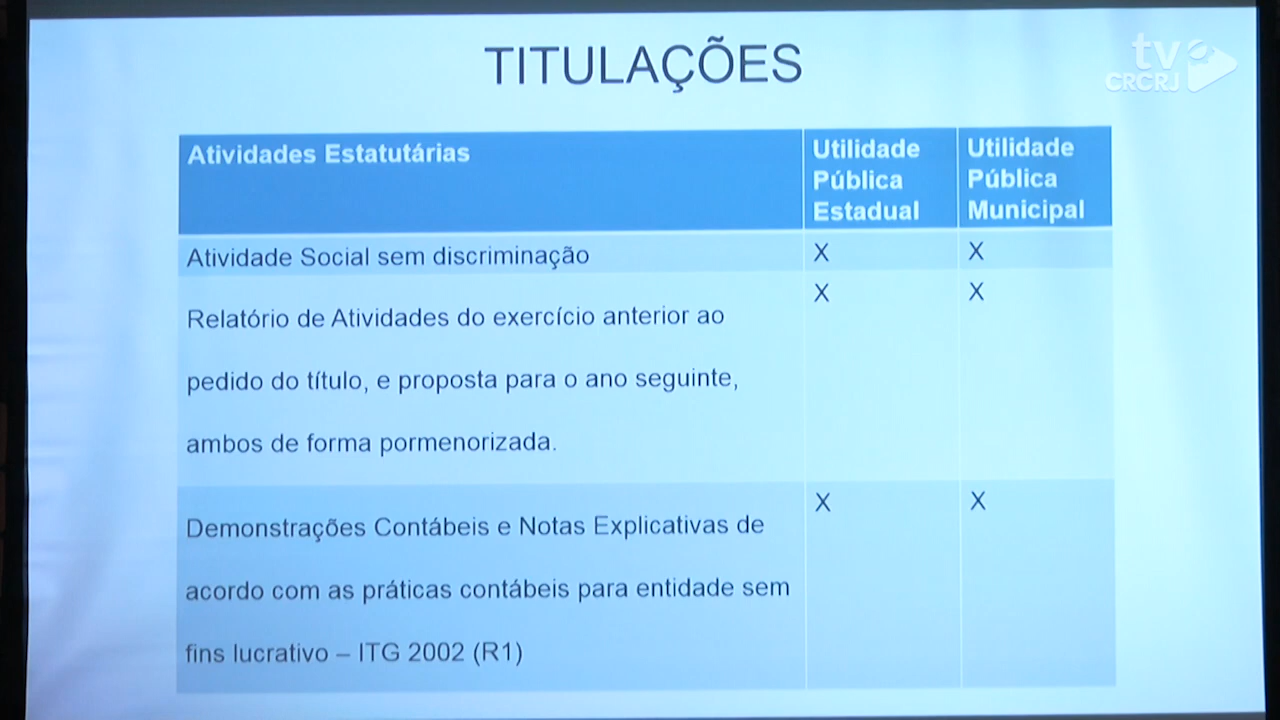 TITULAÇÕES
tv
CRCRJ
Atividades Estatutárias
Utilidade
Pública
Estadual
Utilidade
Pública
Municipal
Atividade Social sem discriminação
X
X
Relatório de Atividades do exercício anterior ao
pedido do título, e proposta para o ano seguinte,
ambos de forma pormenorizada.
X
X
Demonstrações Contábeis e Notas Explicativas de
acordo com as práticas contábeis para entidade sem
fins lucrativo – ITG 2002 (R1)
X
X